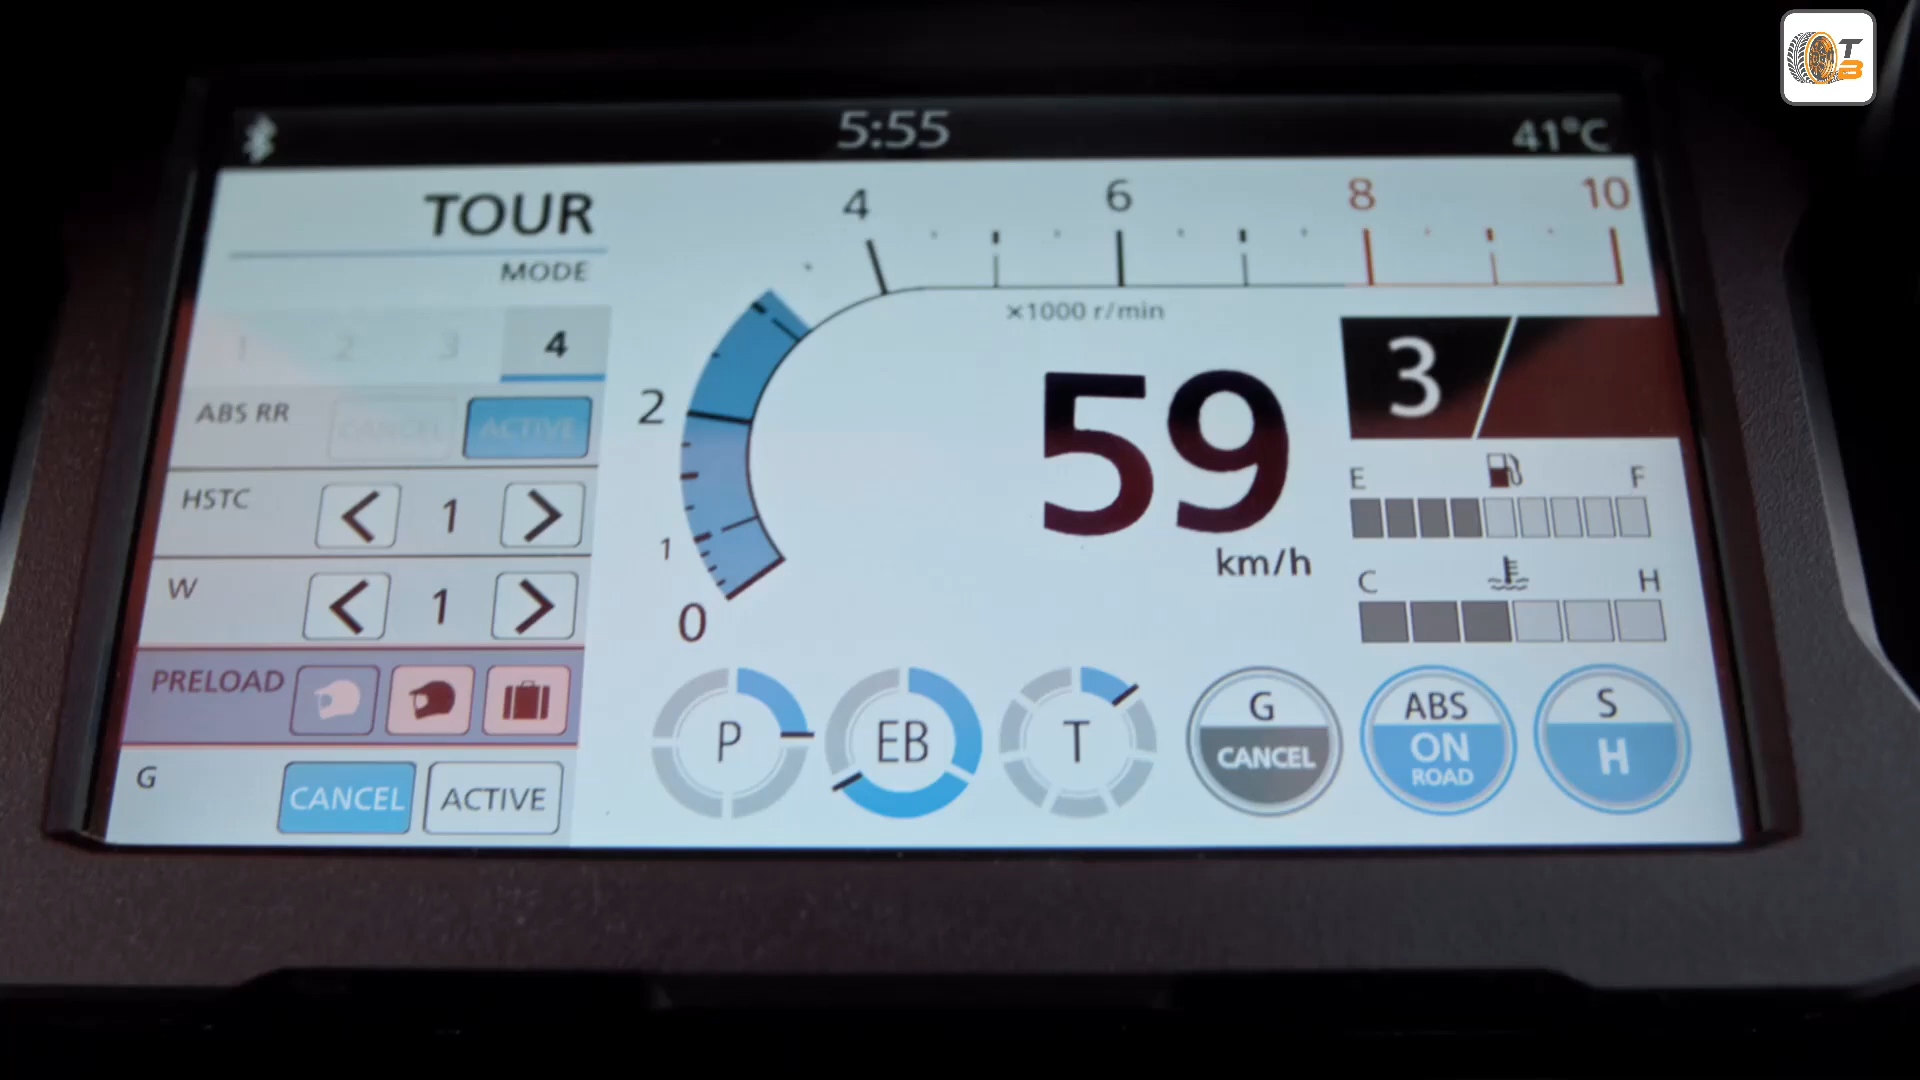 T
B
5:55
41°C
TOUR
MODE
1 2 3 4
ABS RR CANCEL ACTIVE
HSTC 1
W 1
PRELOAD
G CANCEL ACTIVE
0 1 2 4 6 8 10
×1000 r/min
59
km/h
3
E F
C H
P
EB
T
G
CANCEL
ABS
ON
ROAD
S
H